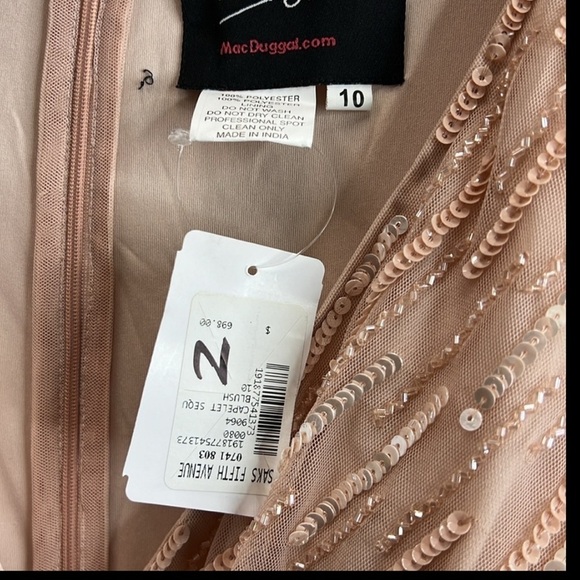 MacDuggal.com
100% POLYESTER
100% POLYESTER
LINING
DO NOT WASH
DO NOT DRY CLEAN
PROFESSIONAL SPOT
CLEAN ONLY
MADE IN INDIA
10
SAKS FIFTH AVENUE
0741 803
191877541373
0080
9064
CAPELET SEQU
BLUSH
10
191877541373
$ 698.00
Z